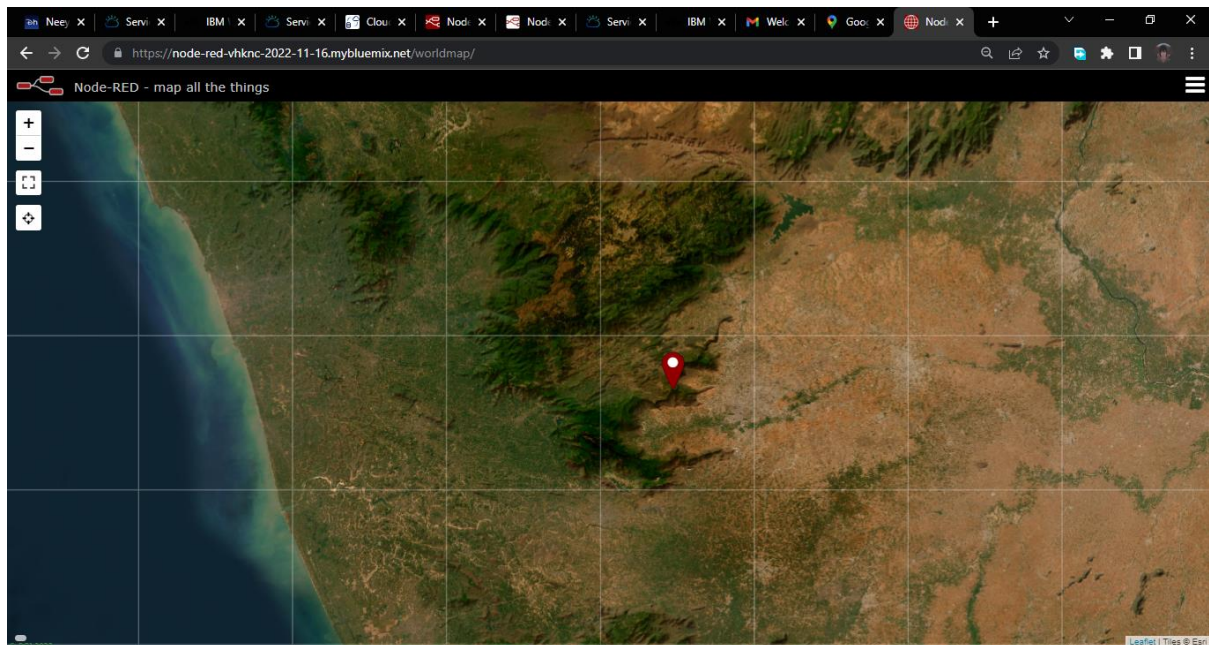 Neey Servi IBM Servi Clou Node Node Servi IBM Welc Goog Node
https://node-red-vhknc-2022-11-16.mybluemix.net/worldmap/
Node-RED - map all the things
+
−
Leaflet | Tiles © Esri